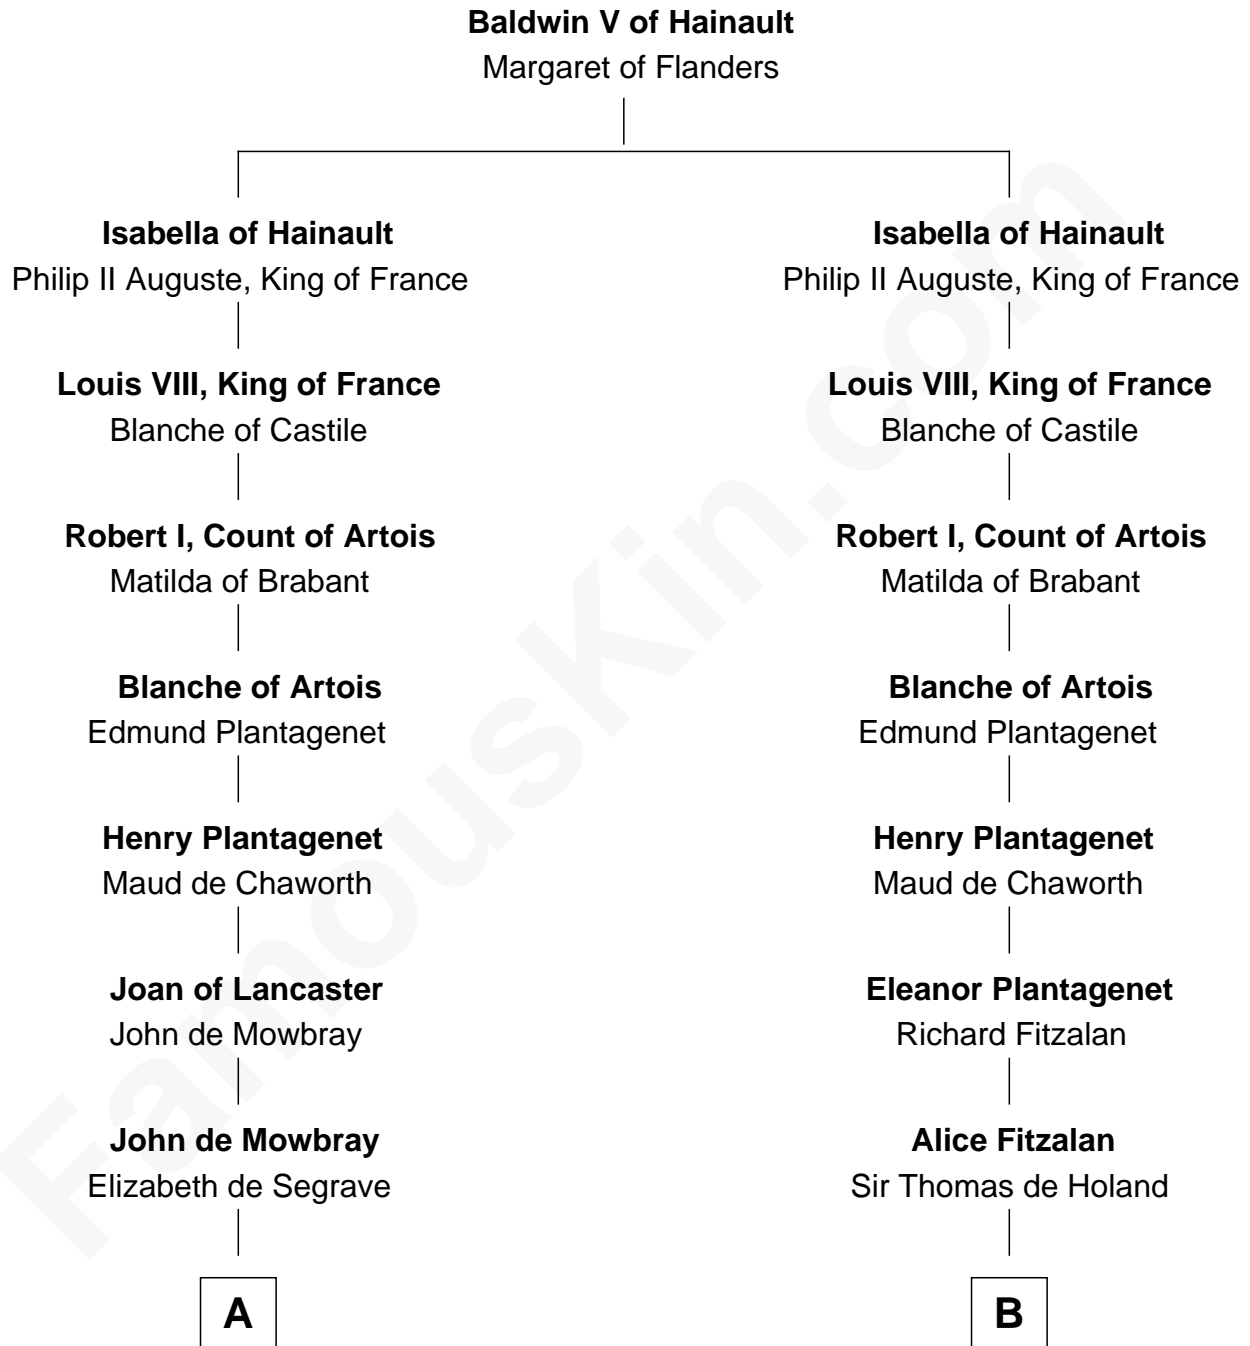 Baldwin V of Hainault
Margaret of Flanders
Isabella of Hainault
Philip II Auguste, King of France
Louis VIII, King of France
Blanche of Castile
Robert I, Count of Artois
Matilda of Brabant
Blanche of Artois
Edmund Plantagenet
Henry Plantagenet
Maud de Chaworth
Joan of Lancaster
John de Mowbray
John de Mowbray
Elizabeth de Segrave
A
Isabella of Hainault
Philip II Auguste, King of France
Louis VIII, King of France
Blanche of Castile
Robert I, Count of Artois
Matilda of Brabant
Blanche of Artois
Edmund Plantagenet
Henry Plantagenet
Maud de Chaworth
Eleanor Plantagenet
Richard Fitzalan
Alice Fitzalan
Sir Thomas de Holand
B
FamousKin.com